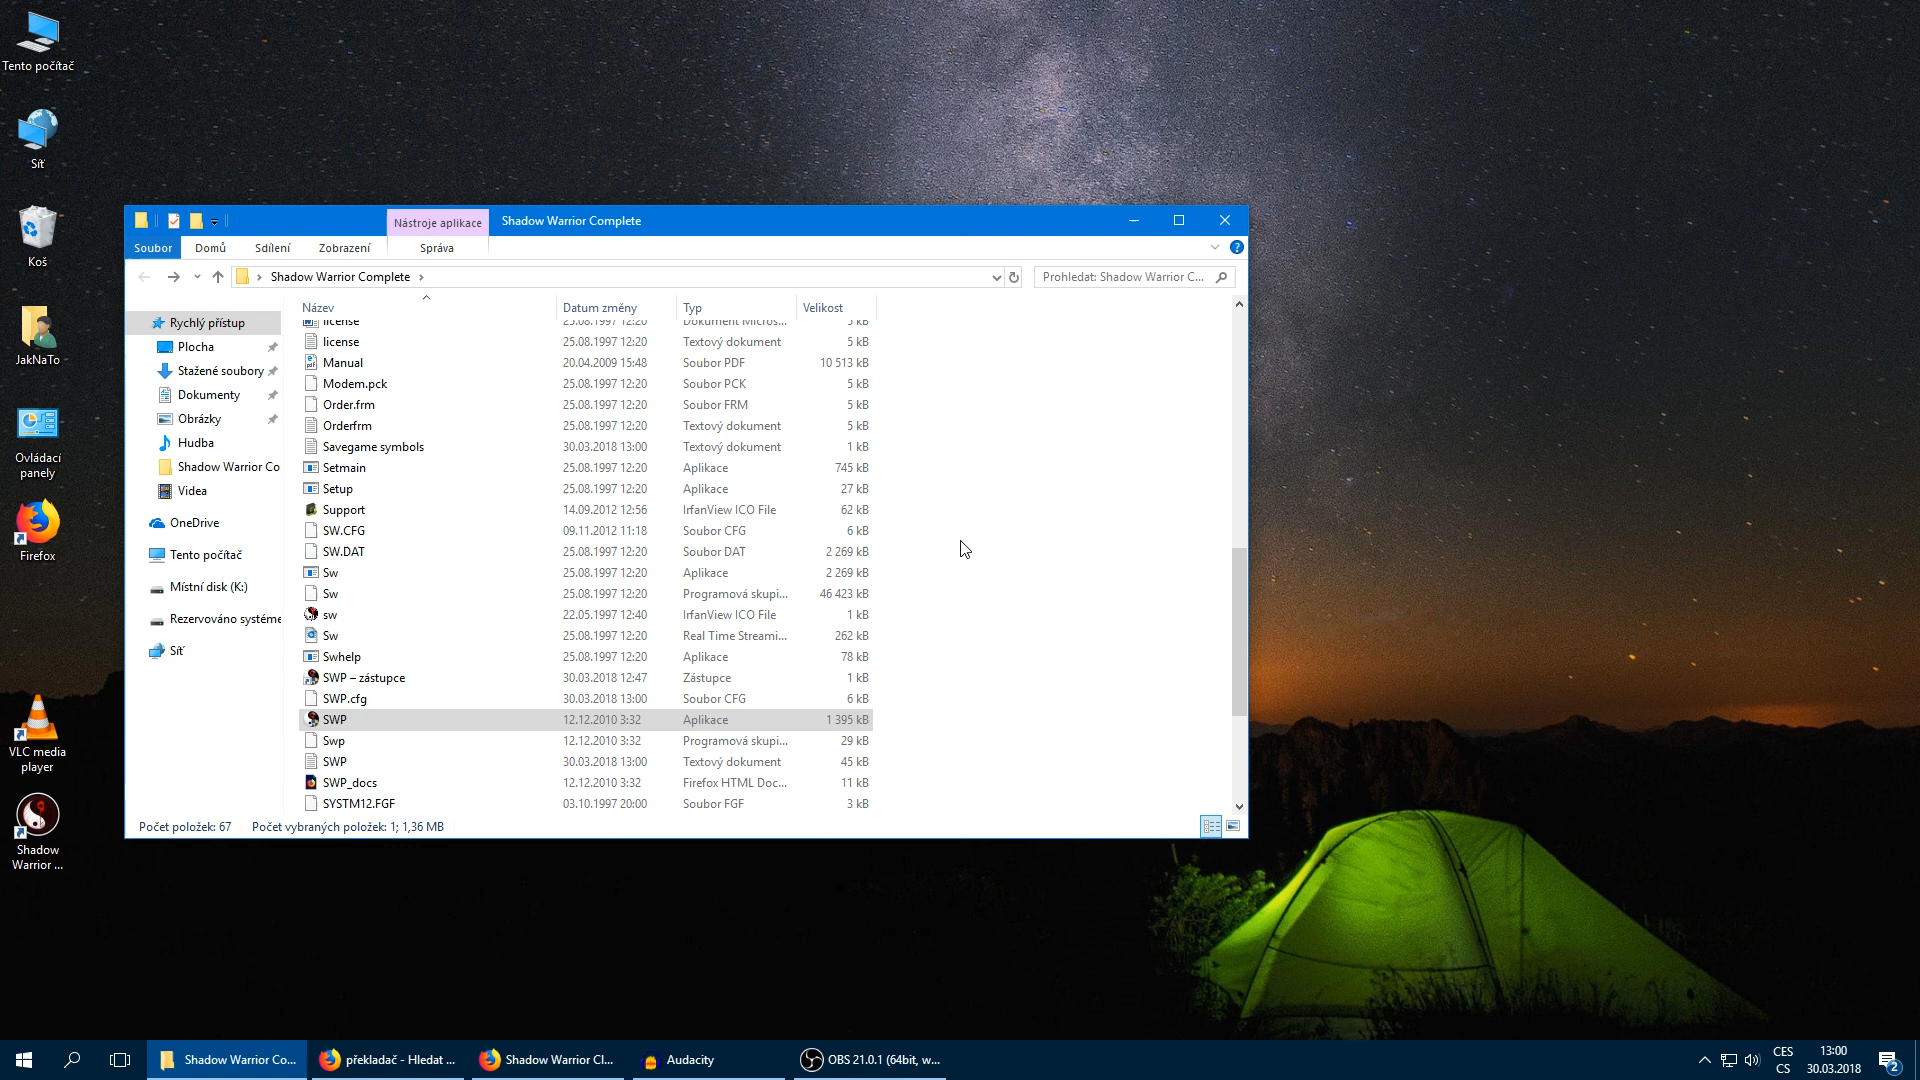 Tento počítač
Síť
Koš
JakNaTo
Ovládací
panely
Firefox
VLC media
player
Shadow
Warrior ...
Nástroje aplikace
Shadow Warrior Complete
Soubor
Domů
Sdílení
Zobrazení
Správa
Shadow Warrior Complete
Prohledat: Shadow Warrior C...
Rychlý přístup
Plocha
Stažené soubory
Dokumenty
Obrázky
Hudba
Shadow Warrior Co
Videa
OneDrive
Tento počítač
Místní disk (K:)
Rezervováno systéme
Síť
Název Datum změny Typ Velikost
license 25.08.1997 12:20 Dokument Micros... 5 kB
license 25.08.1997 12:20 Textový dokument 5 kB
Manual 20.04.2009 15:48 Soubor PDF 10 513 kB
Modem.pck 25.08.1997 12:20 Soubor PCK 5 kB
Order.frm 25.08.1997 12:20 Soubor FRM 5 kB
Orderfrm 25.08.1997 12:20 Textový dokument 5 kB
Savegame symbols 30.03.2018 13:00 Textový dokument 1 kB
Setmain 25.08.1997 12:20 Aplikace 745 kB
Setup 25.08.1997 12:20 Aplikace 27 kB
Support 14.09.2012 12:56 IrfanView ICO File 62 kB
SW.CFG 09.11.2012 11:18 Soubor CFG 6 kB
SW.DAT 25.08.1997 12:20 Soubor DAT 2 269 kB
Sw 25.08.1997 12:20 Aplikace 2 269 kB
Sw 25.08.1997 12:20 Programová skupi... 46 423 kB
sw 22.05.1997 12:40 IrfanView ICO File 1 kB
Sw 25.08.1997 12:20 Real Time Streami... 262 kB
Swhelp 25.08.1997 12:20 Aplikace 78 kB
SWP – zástupce 30.03.2018 12:47 Zástupce 1 kB
SWP.cfg 30.03.2018 13:00 Soubor CFG 6 kB
SWP 12.12.2010 3:32 Aplikace 1 395 kB
Swp 12.12.2010 3:32 Programová skupi... 29 kB
SWP 30.03.2018 13:00 Textový dokument 45 kB
SWP_docs 12.12.2010 3:32 Firefox HTML Doc... 11 kB
SYSTM12.FGF 03.10.1997 20:00 Soubor FGF 3 kB
Počet položek: 67 Počet vybraných položek: 1; 1,36 MB
Shadow Warrior Co...
překladač - Hledat ...
Shadow Warrior Cl...
Audacity
OBS 21.0.1 (64bit, w...
CES
CS
13:00
30.03.2018
2